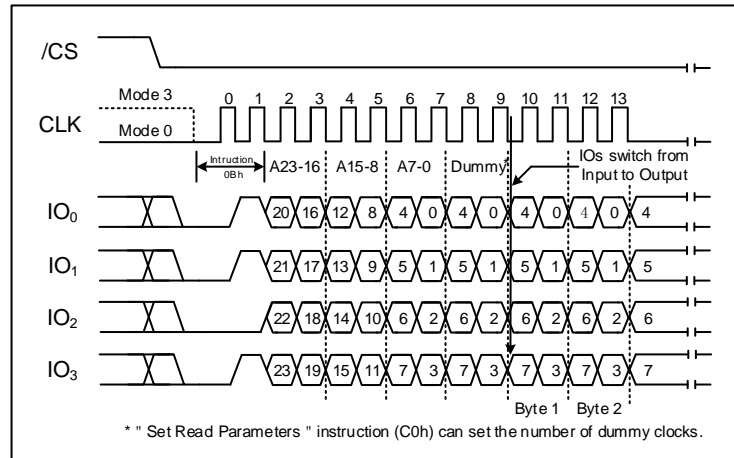 /CS
Mode 3
0 1 2 3 4 5 6 7 8 9 10 11 12 13
CLK
Mode 0
Intruction
0Bh
A23-16 A15-8 A7-0 Dummy*
IOs switch from
Input to Output
IO0 20 16 12 8 4 0 4 0 4 0 4 0 4
IO1 21 17 13 9 5 1 5 1 5 1 5 1 5
IO2 22 18 14 10 6 2 6 2 6 2 6 2 6
IO3 23 19 15 11 7 3 7 3 7 3 7 3 7
Byte 1 Byte 2
* " Set Read Parameters " instruction (C0h) can set the number of dummy clocks.